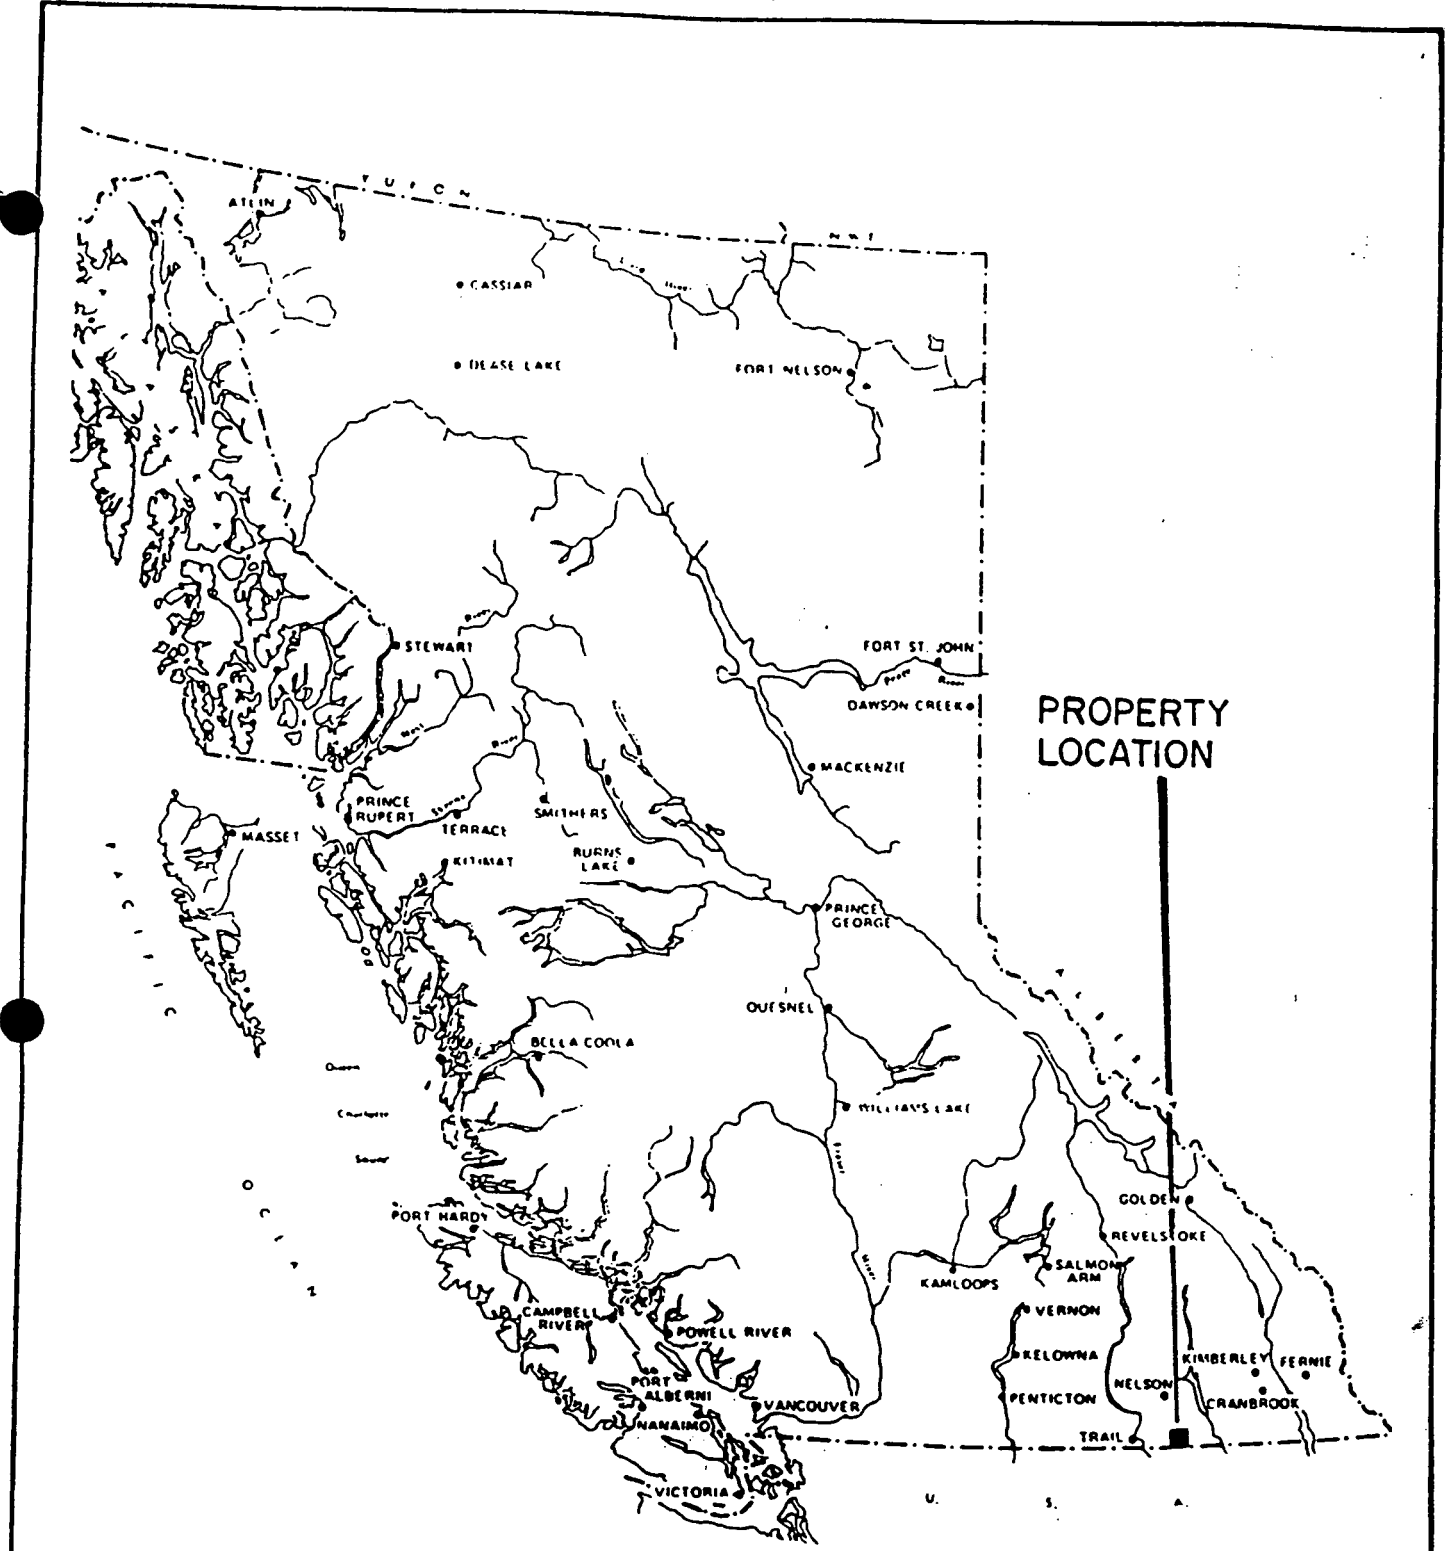 ATLIN
CASSIAR
DEASE LAKE
FORT NELSON
STEWART
FORT ST. JOHN
DAWSON CREEK
PROPERTY
LOCATION
MACKENZIE
PRINCE
RUPERT
SMITHERS
TERRACE
MASSET
KITIMAT
BURNS
LAKE
PACIFIC
PRINCE
GEORGE
QUESNEL
BELLA COOLA
WILLIAMS LAKE
GOLDEN
PORT HARDY
REVELSTOKE
SALMON
ARM
KAMLOOPS
CAMPBELL
RIVER
VERNON
POWELL RIVER
KELOWNA
KIMBERLEY
FERNIE
PORT
ALBERNI
NELSON
PENTICTON
CRANBROOK
VANCOUVER
NANAIMO
TRAIL
VICTORIA
U. S. A.